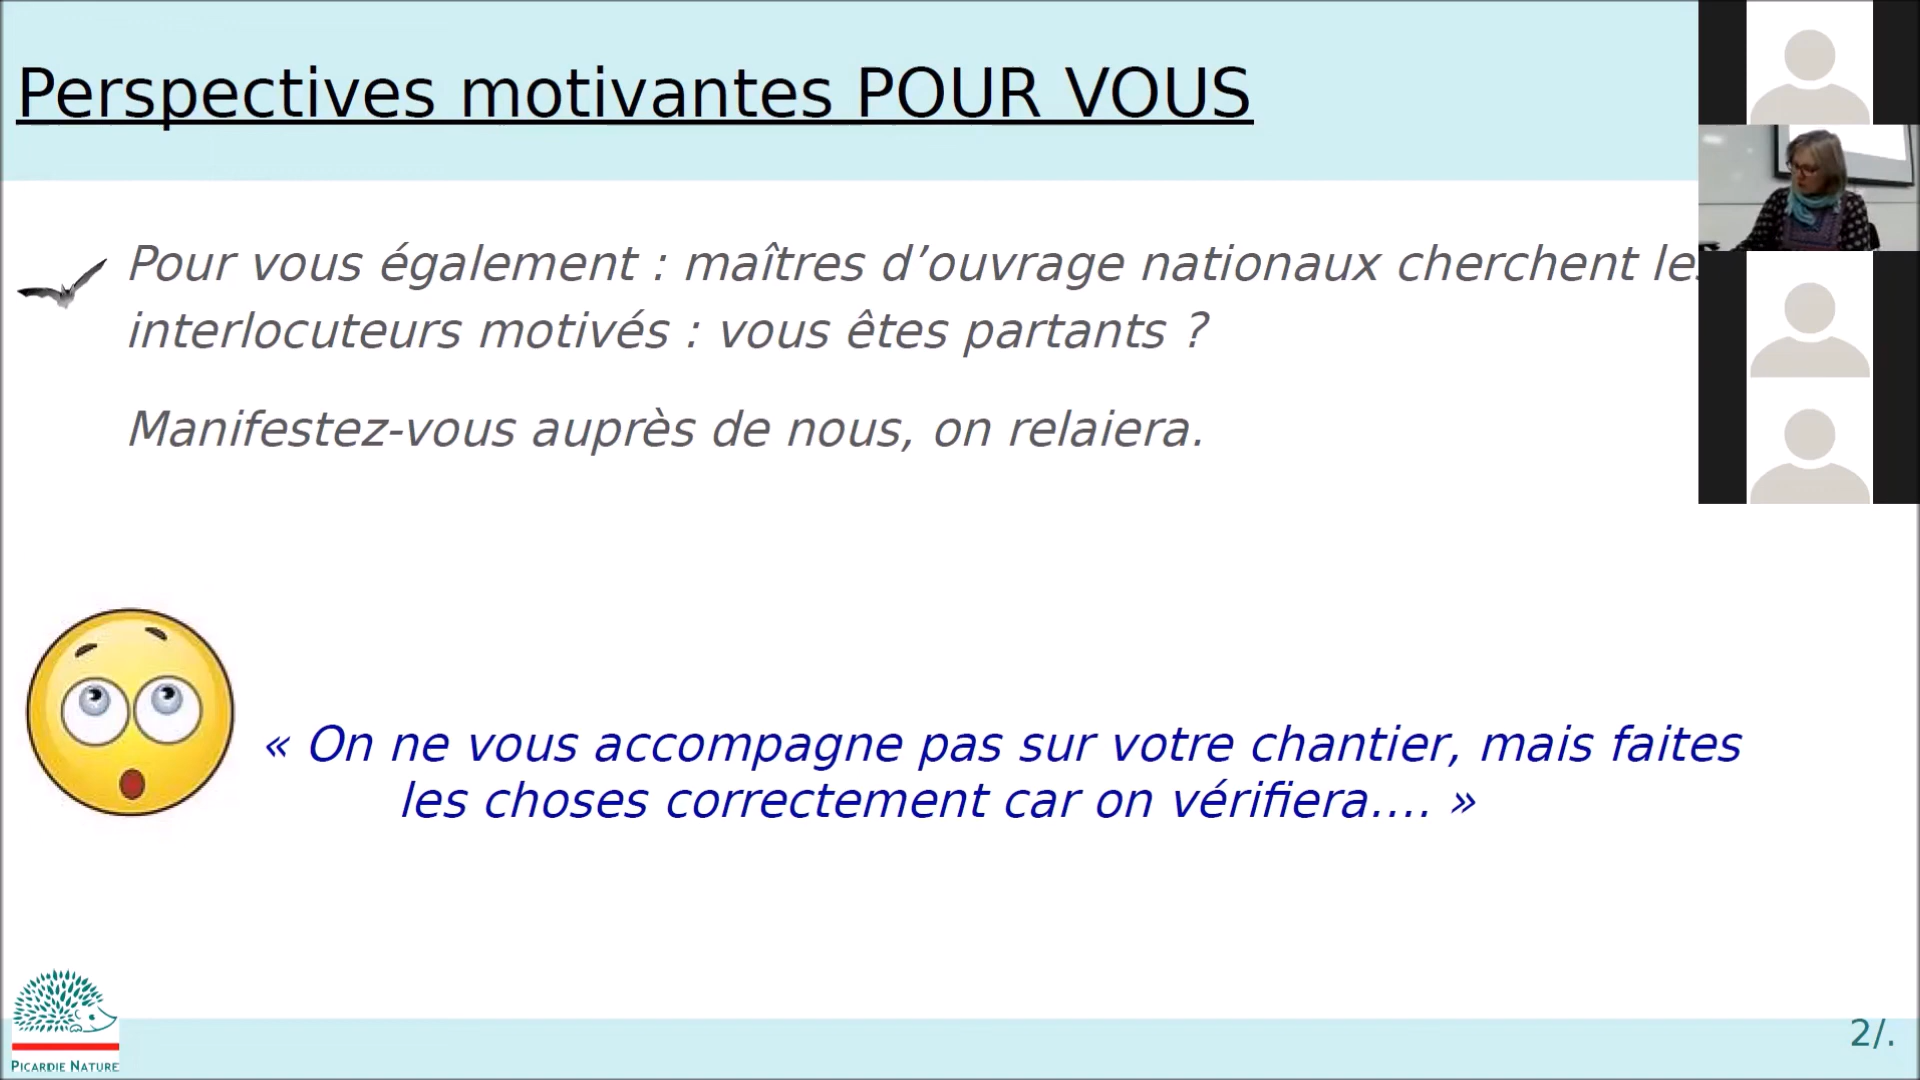 Perspectives motivantes POUR VOUS
Pour vous également : maîtres d’ouvrage nationaux cherchent les
interlocuteurs motivés : vous êtes partants ?
Manifestez-vous auprès de nous, on relaiera.
« On ne vous accompagne pas sur votre chantier, mais faites
les choses correctement car on vérifiera.... »
PICARDIE NATURE
2/.